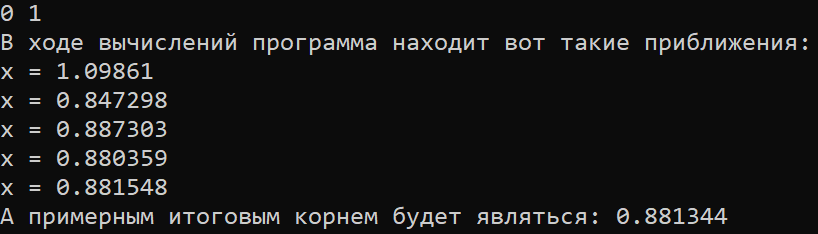 0 1
В ходе вычислений программа находит вот такие приближения:
x = 1.09861
x = 0.847298
x = 0.887303
x = 0.880359
x = 0.881548
А примерным итоговым корнем будет являться: 0.881344